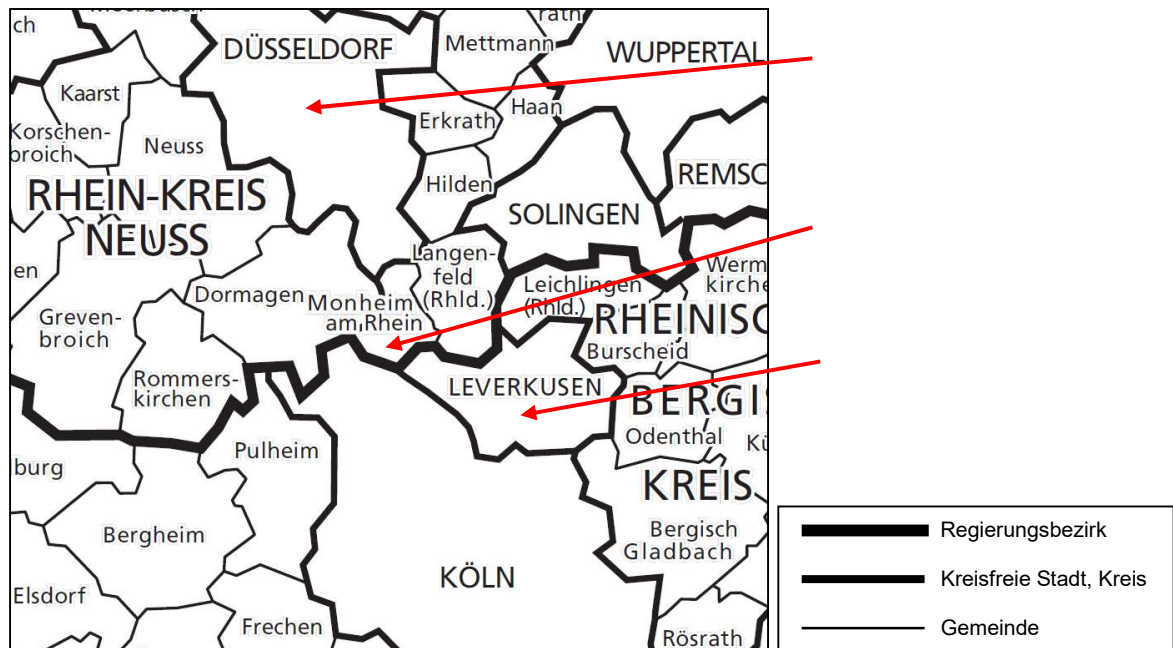 ch
DÜSSELDORF
Mettmann
rath
WUPPERTAL
Kaarst
Haan
Erkrath
Korschen-
broich
Neuss
REMSC
Hilden
RHEIN-KREIS
NEUSS
SOLINGEN
en
Langen-
feld
(Rhld.)
Leichlingen
(Rhld.)
Werm
kirche
Dormagen
Monheim
am Rhein
RHEINISC
Greven-
broich
Burscheid
Rommers-
kirchen
LEVERKUSEN
BERGIS
Odenthal
Kü
Pulheim
burg
KREIS
Bergheim
Bergisch
Gladbach
KÖLN
Elsdorf
Frechen
Rösrath
Regierungsbezirk
Kreisfreie Stadt, Kreis
Gemeinde